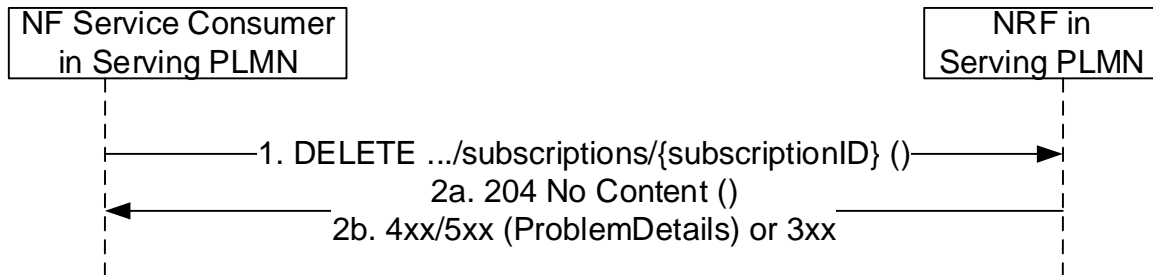 NF Service Consumer
in Serving PLMN
NRF in
Serving PLMN
1. DELETE .../subscriptions/{subscriptionID} ()
2a. 204 No Content ()
2b. 4xx/5xx (ProblemDetails) or 3xx